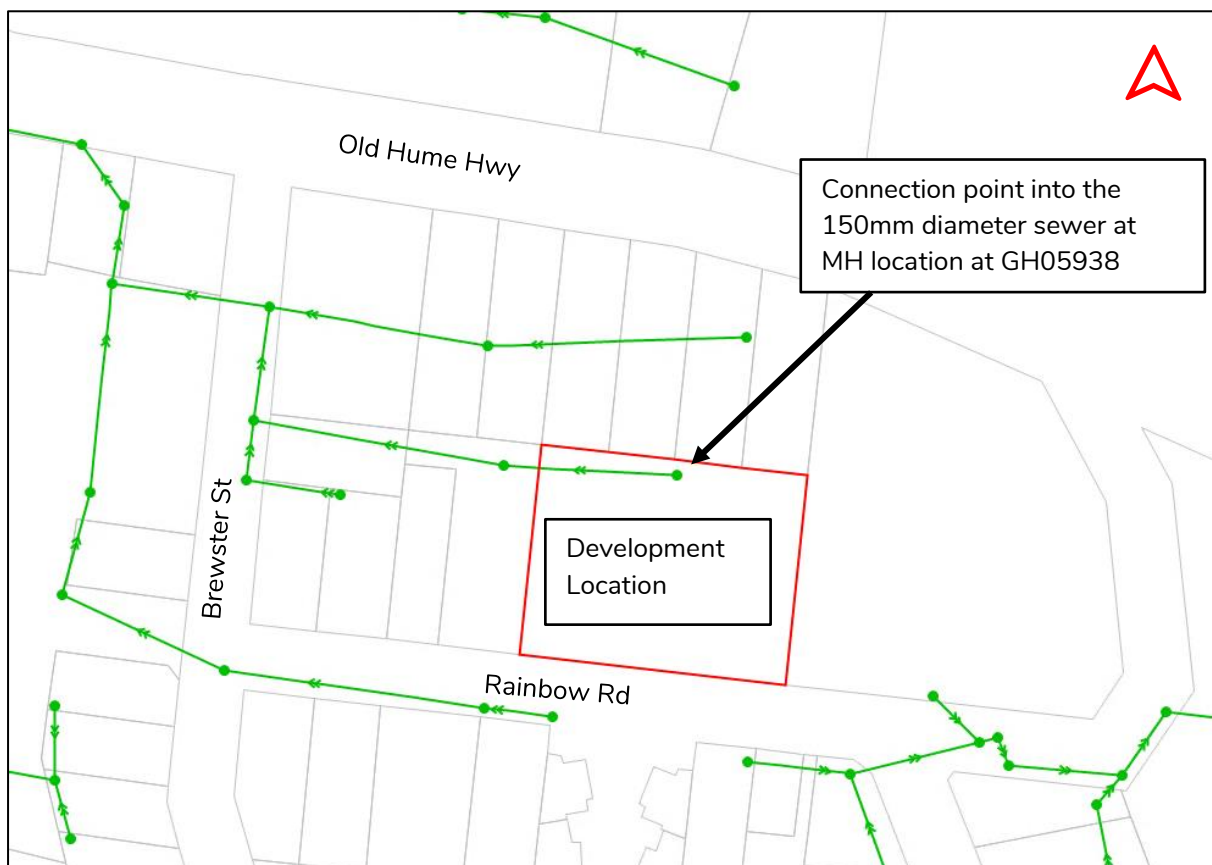 Old Hume Hwy
Connection point into the
150mm diameter sewer at
MH location at GH05938
Brewster St
Development
Location
Rainbow Rd